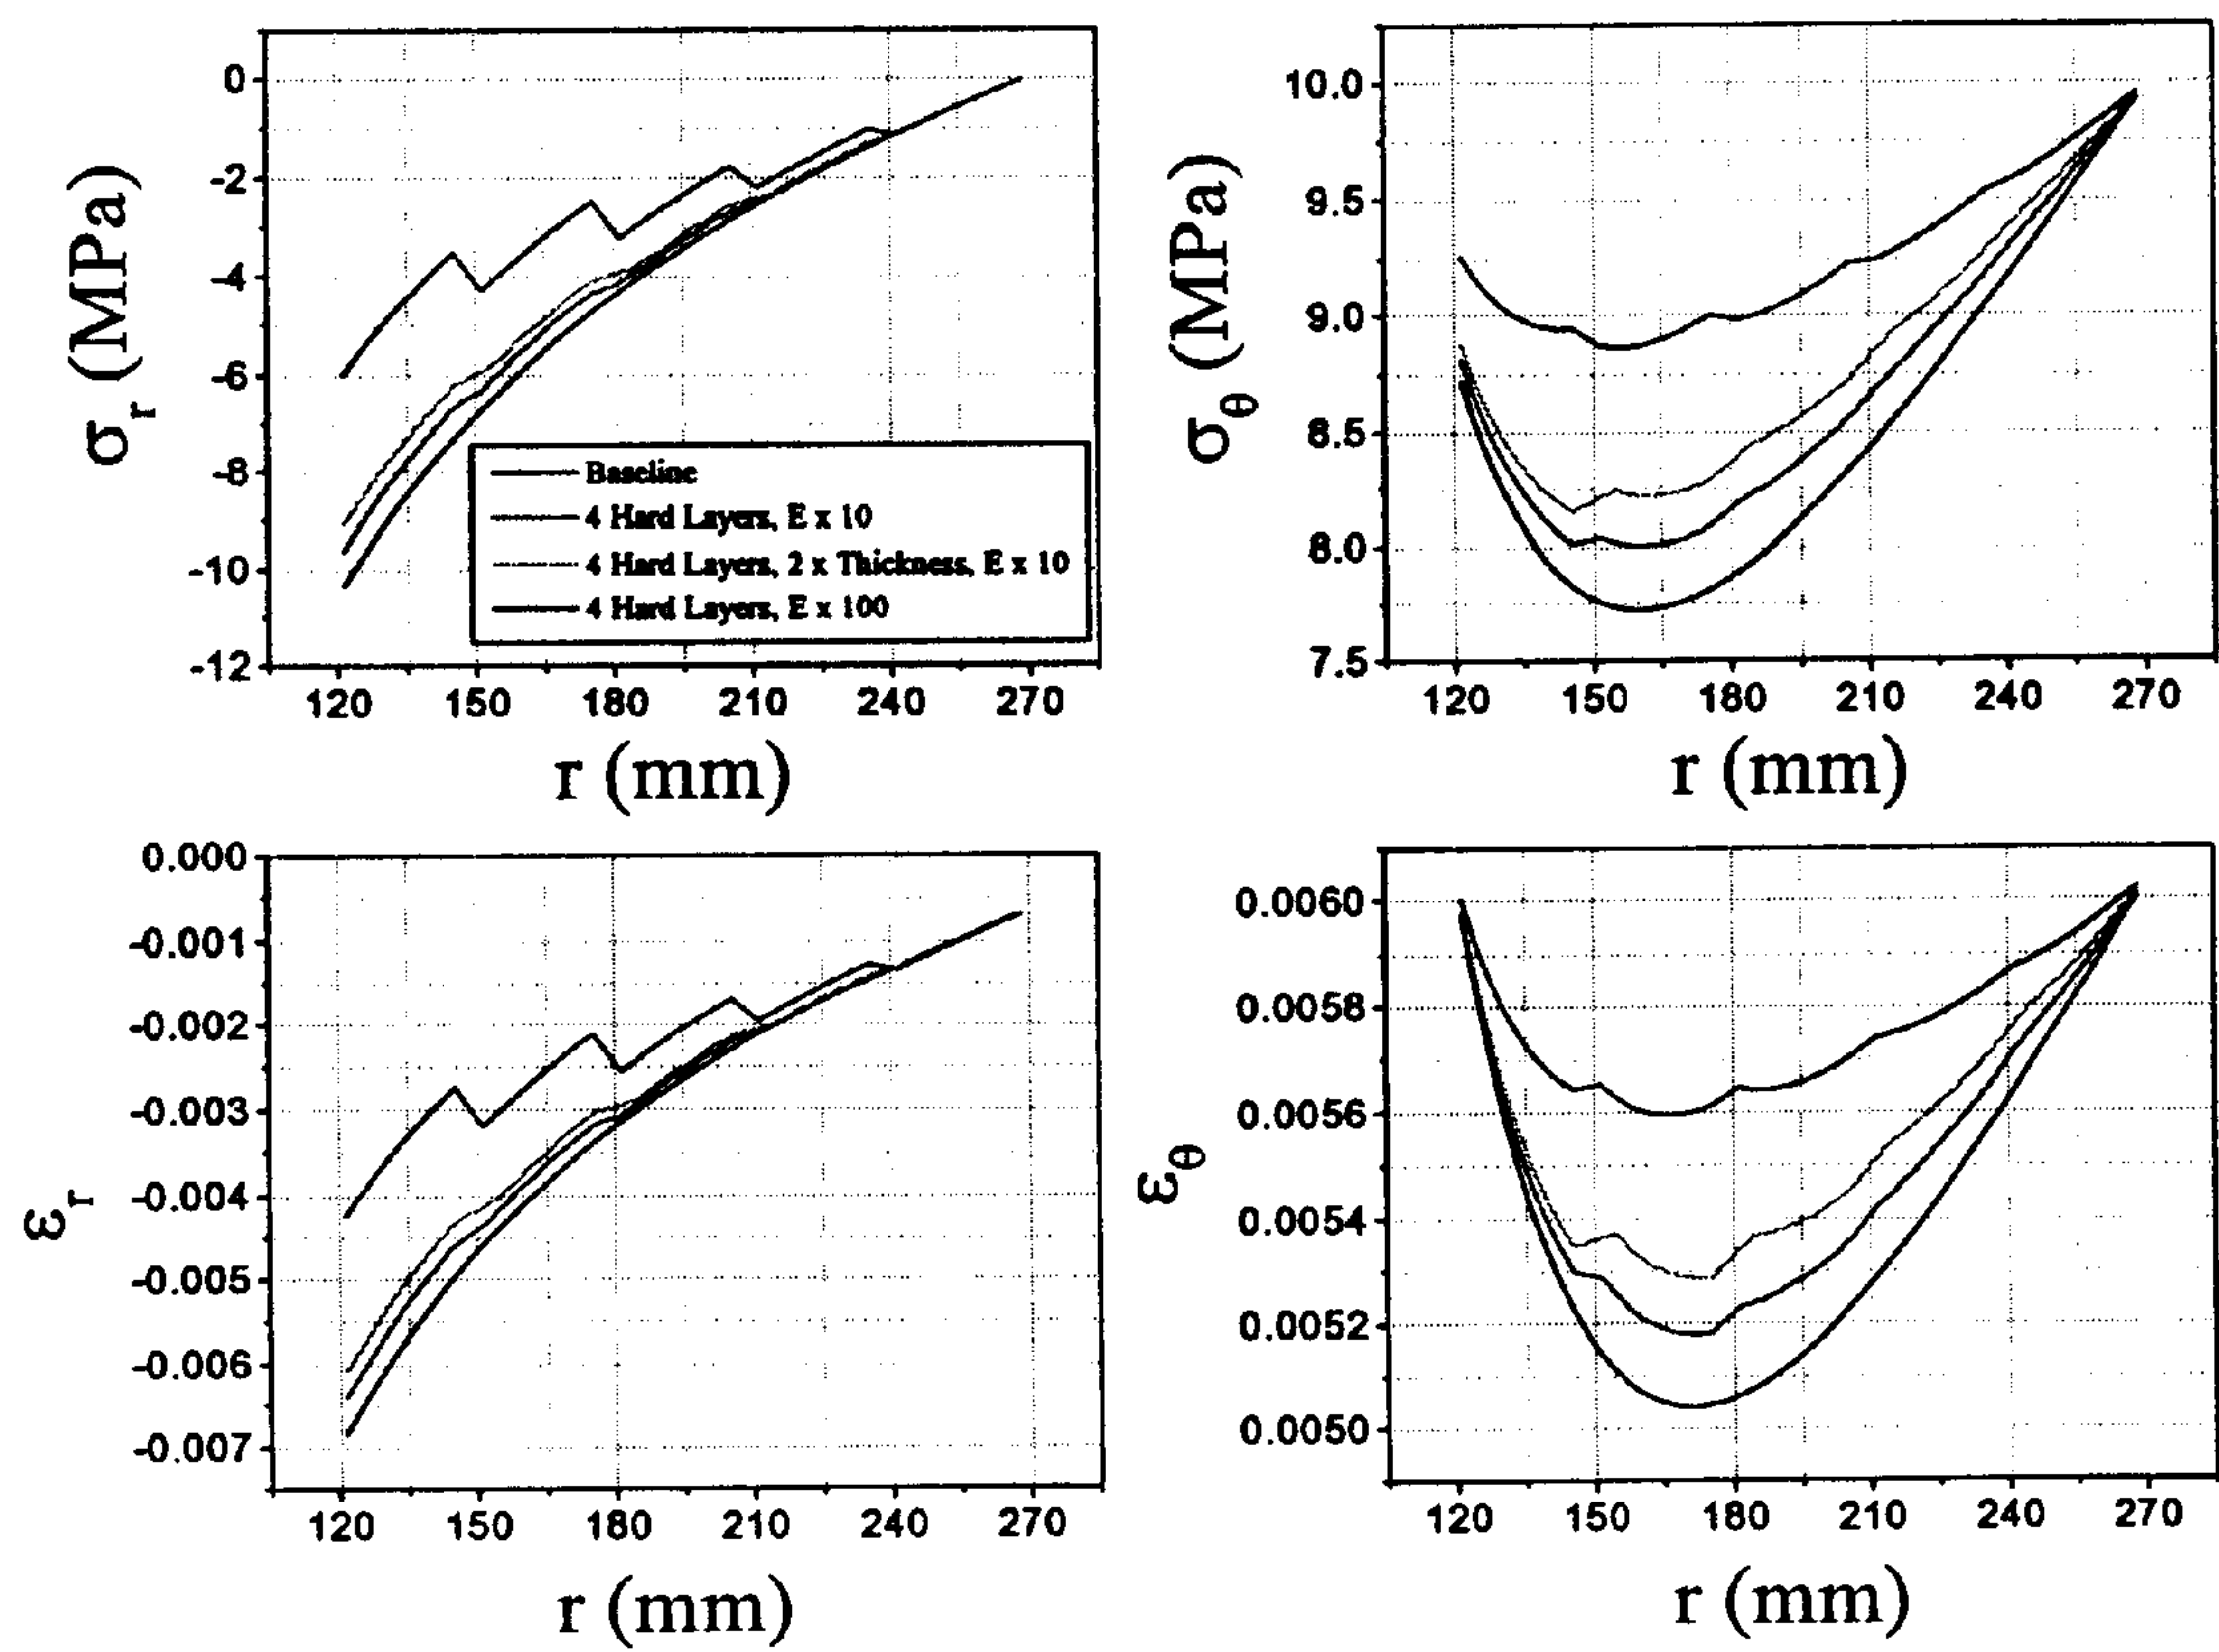 σr (MPa)
0
-2
-4
-6
-8
-10
-12
Baseline
4 Hard Layers, E x 10
4 Hard Layers, 2 x Thickness, E x 10
4 Hard Layers, E x 100
120 150 180 210 240 270
r (mm)
σθ (MPa)
10.0
9.5
9.0
8.5
8.0
7.5
120 150 180 210 240 270
r (mm)
εr
0.000
-0.001
-0.002
-0.003
-0.004
-0.005
-0.006
-0.007
120 150 180 210 240 270
r (mm)
εθ
0.0060
0.0058
0.0056
0.0054
0.0052
0.0050
120 150 180 210 240 270
r (mm)